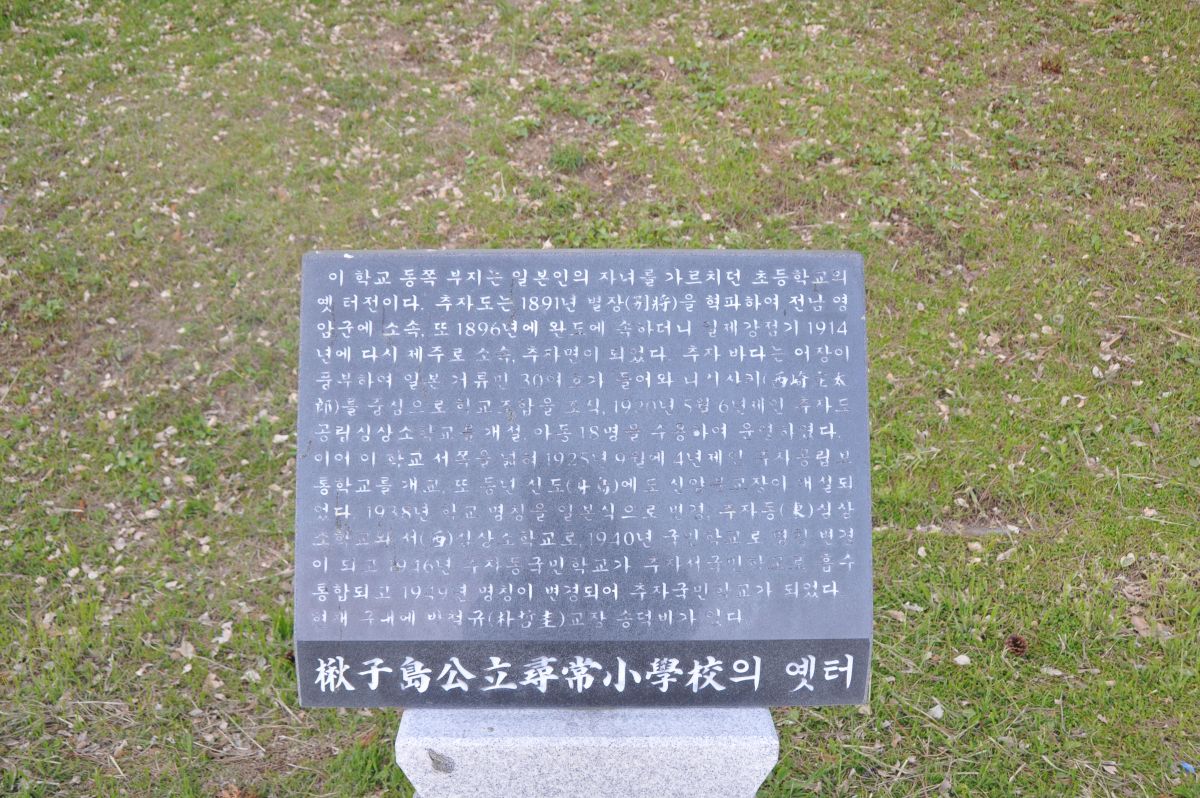 이 학교 동쪽 부지는 일본인의 자녀를 가르치던 초등학교의
옛 터전이다. 추자도는 1891년 별장(別將)을 혁파하여 전남 영
암군에 소속, 또 1896년에 완도에 속하더니 일제강점기 1914
년에 다시 제주로 소속, 추자면이 되었다. 추자 바다는 어장이
풍부하여 일본 거류민 30여호가 들어와 니시사키(西崎 太
郞)를 중심으로 학교조합을 조직, 1920년 5월 6년제인 추자도
공립심상소학교를 개설, 아동 18명을 수용하여 운영하였다.
이어 이 학교 서쪽을 넓혀 1925년 9월에 4년제인 추자공립보
통학교를 개교, 또 동년 신도( 島)에도 신양 교장이 개설되
었다. 1938년 학교 명칭을 일본식으로 변경, 추자동(東)심상
소학교와 서(西)심상소학교로, 1940년 국민학교로 명칭 변경
이 되고 1946년 추자동국민학교가 추자서국민학교로 흡수
통합되고 1949년 명칭이 변경되어 추자국민학교가 되었다.
현재 구내에 박철규(朴哲圭)교장 송덕비가 있다.
楸子島公立尋常小學校의 옛터